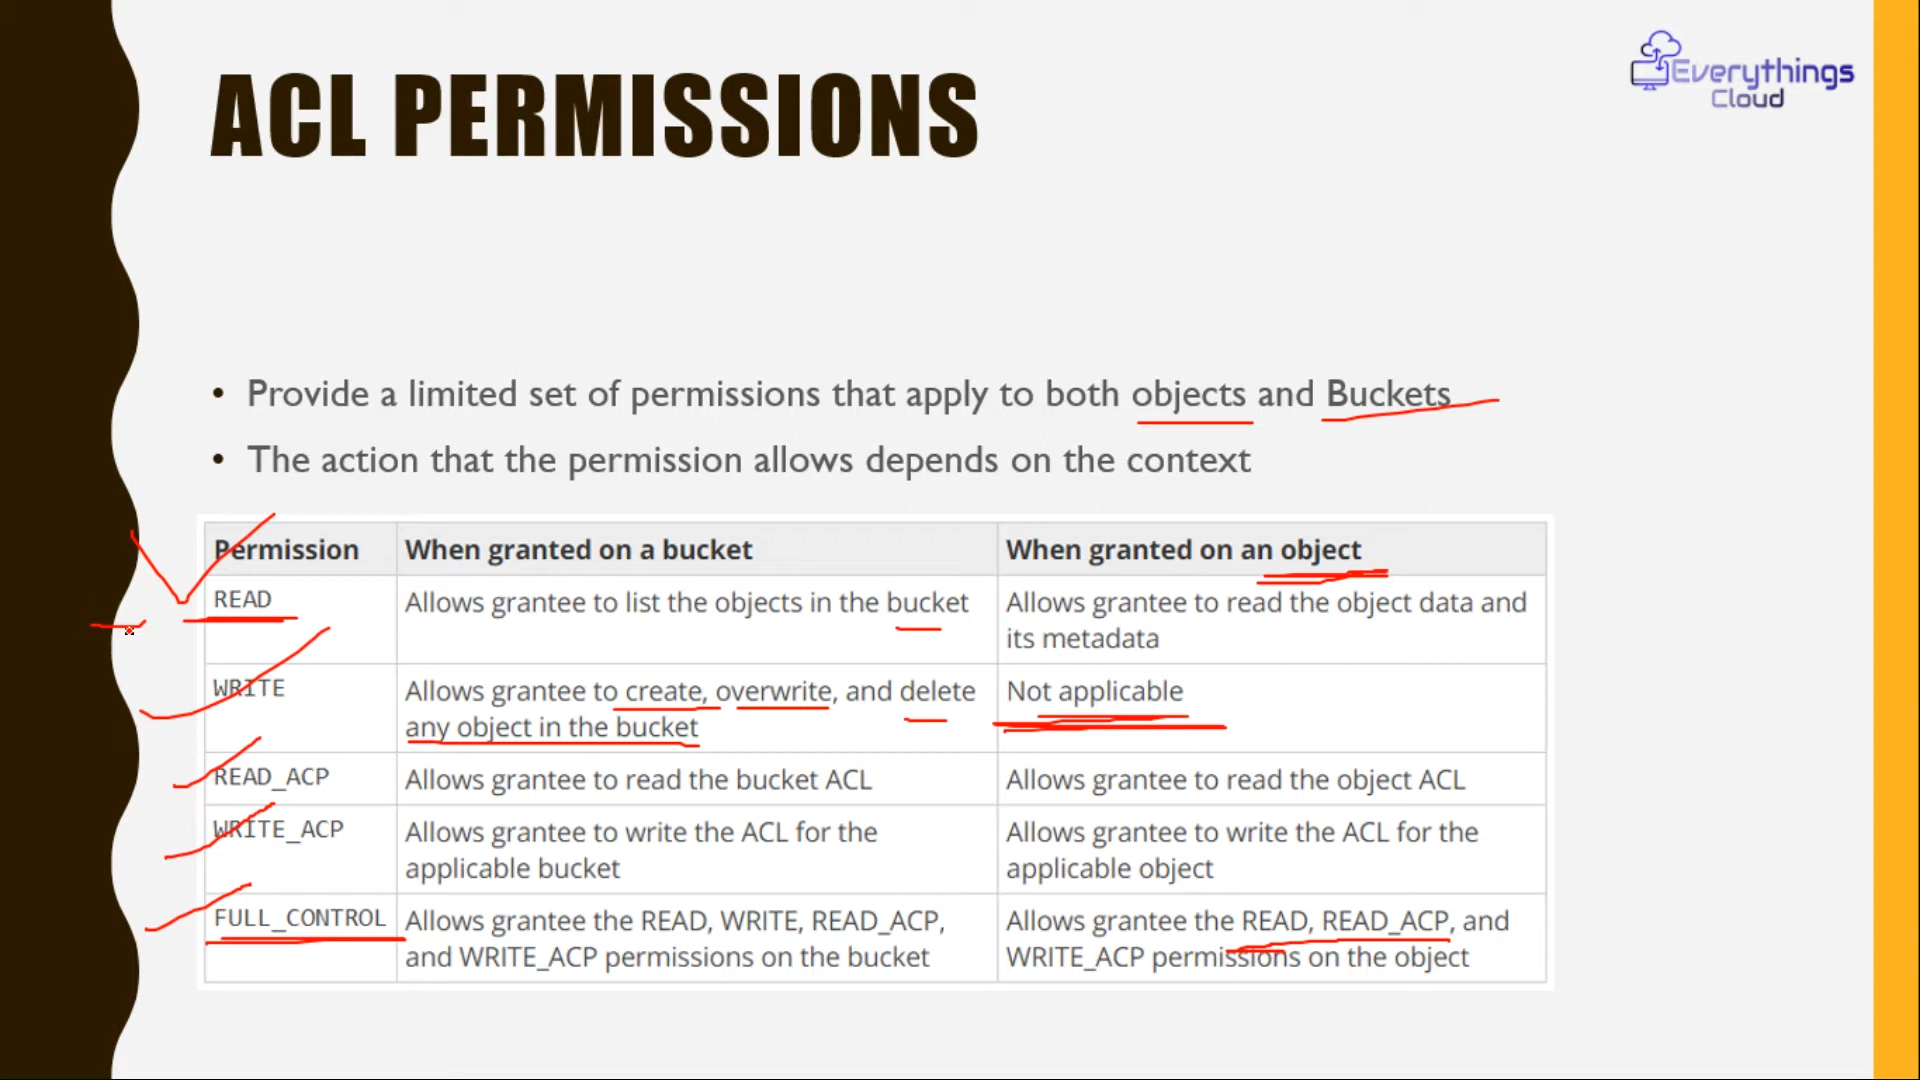 Everythings
Cloud
ACL PERMISSIONS
• Provide a limited set of permissions that apply to both objects and Buckets
• The action that the permission allows depends on the context
Permission When granted on a bucket When granted on an object
READ Allows grantee to list the objects in the bucket Allows grantee to read the object data and
its metadata
WRITE Allows grantee to create, overwrite, and delete Not applicable
any object in the bucket
READ_ACP Allows grantee to read the bucket ACL Allows grantee to read the object ACL
WRITE_ACP Allows grantee to write the ACL for the Allows grantee to write the ACL for the
applicable bucket applicable object
FULL_CONTROL Allows grantee the READ, WRITE, READ_ACP, Allows grantee the READ, READ_ACP, and
and WRITE_ACP permissions on the bucket WRITE_ACP permissions on the object